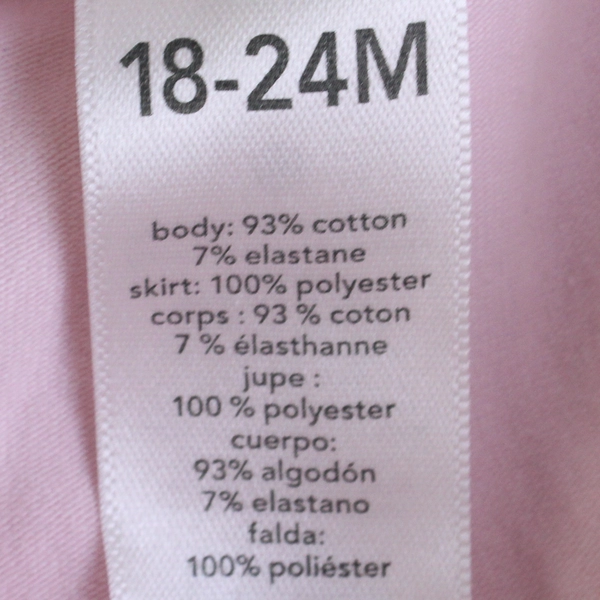 18-24M
body: 93% cotton
7% elastane
skirt: 100% polyester
corps : 93 % coton
7 % élasthanne
jupe :
100 % polyester
cuerpo:
93% algodón
7% elastano
falda:
100% poliéster